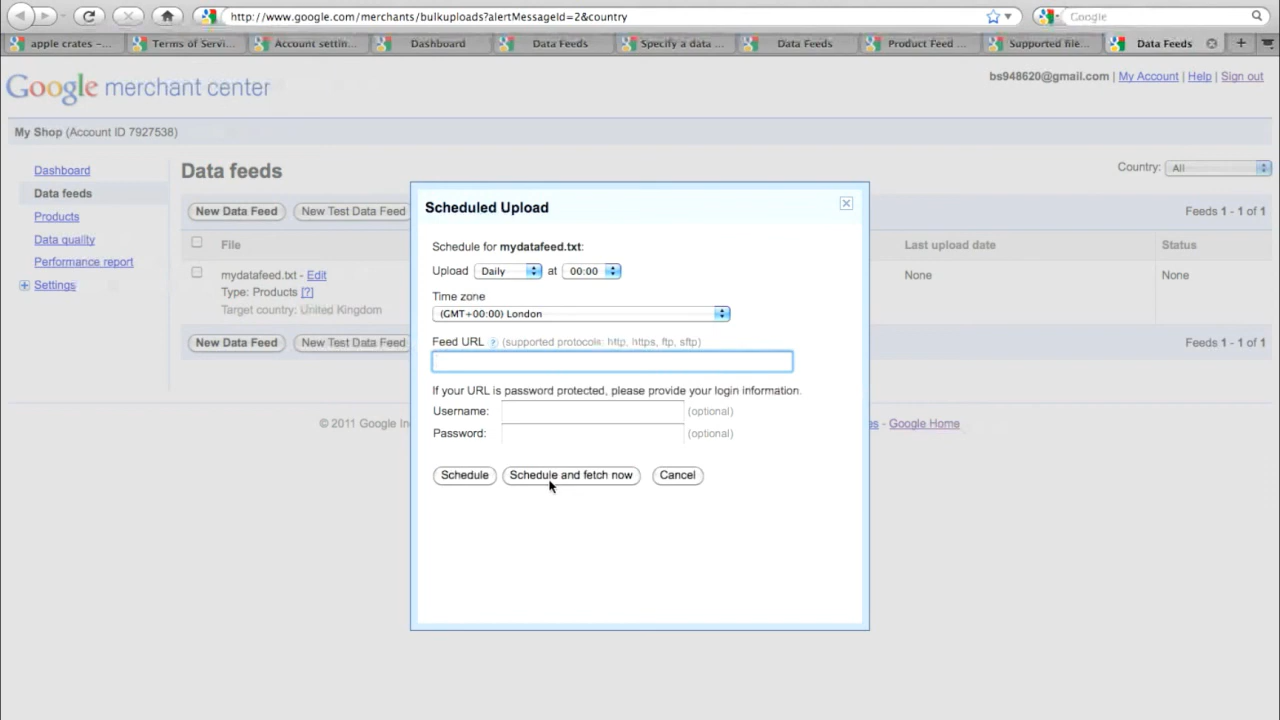 http://www.google.com/merchants/bulkuploads?alertMessageId=2&country
Google
apple crates –...
Terms of Servi...
Account settin...
Dashboard
Data Feeds
Specify a data ...
Data Feeds
Product Feed ...
Supported file...
Data Feeds
Google merchant center
bs948620@gmail.com | My Account | Help | Sign out
My Shop (Account ID 7927538)
Dashboard
Data feeds
Products
Data quality
Performance report
Settings
Data feeds
Country: All
New Data Feed
New Test Data Feed
Feeds 1 - 1 of 1
File
Last upload date
Status
mydatafeed.txt - Edit
Type: Products [?]
Target country: United Kingdom
None
None
New Data Feed
New Test Data Feed
Feeds 1 - 1 of 1
© 2011 Google
Google Home
Scheduled Upload
Schedule for mydatafeed.txt:
Upload Daily at 00:00
Time zone
(GMT+00:00) London
Feed URL ? (supported protocols: http, https, ftp, sftp)
If your URL is password protected, please provide your login information.
Username: (optional)
Password: (optional)
Schedule
Schedule and fetch now
Cancel